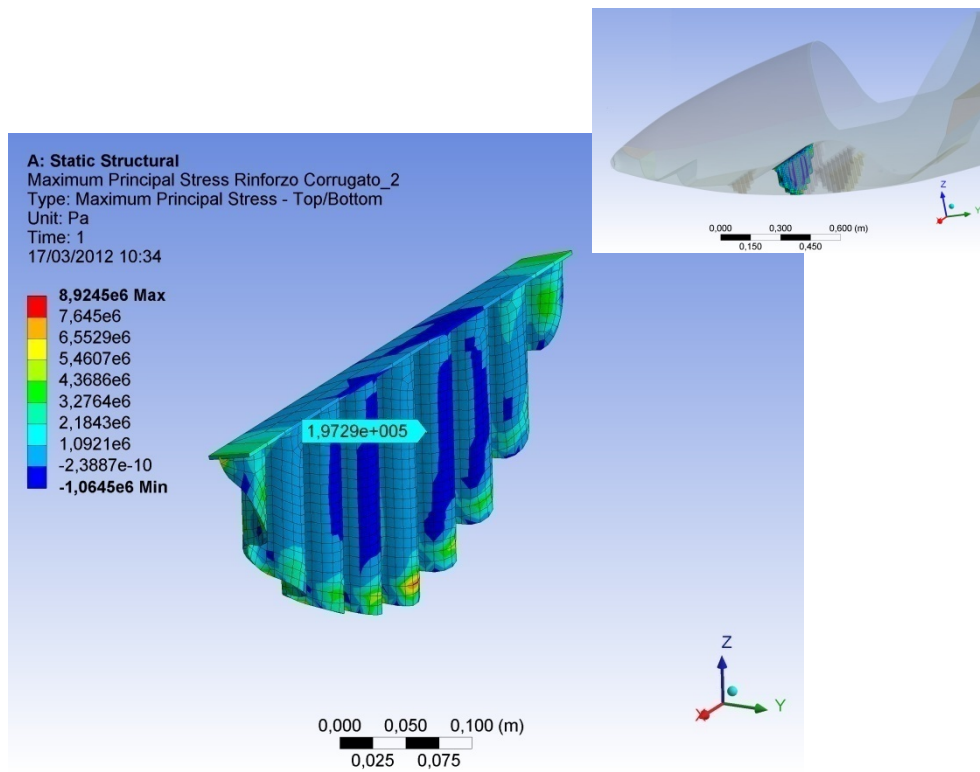 0,000 0,300 0,600 (m)
0,150 0,450
Z
Y
X
A: Static Structural
Maximum Principal Stress Rinforzo Corrugato_2
Type: Maximum Principal Stress - Top/Bottom
Unit: Pa
Time: 1
17/03/2012 10:34
8,9245e6 Max
7,645e6
6,5529e6
5,4607e6
4,3686e6
3,2764e6
2,1843e6
1,0921e6
-2,3887e-10
-1,0645e6 Min
1,9729e+005
Z
Y
X
0,000 0,050 0,100 (m)
0,025 0,075